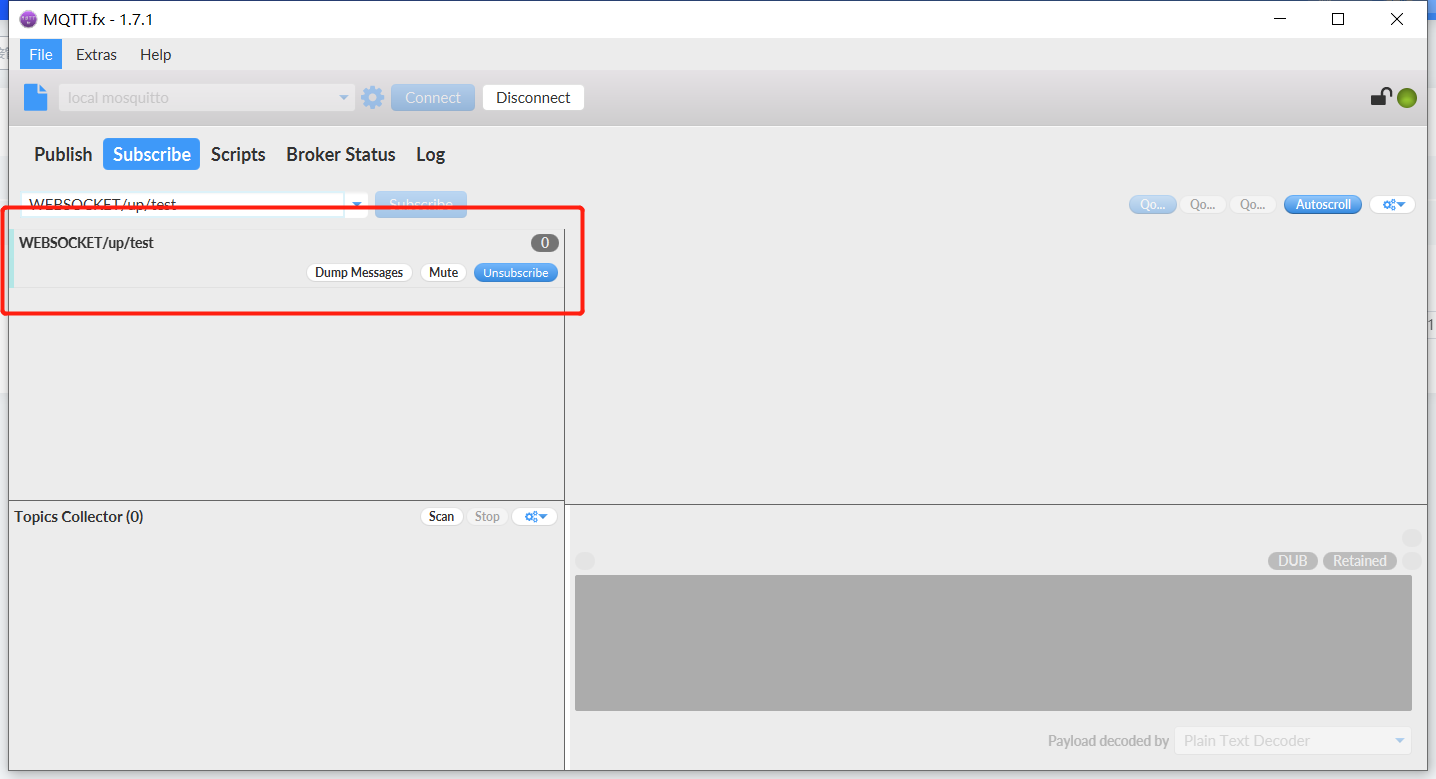 MQTT.fx - 1.7.1
File Extras Help
local mosquitto Connect Disconnect
Publish Subscribe Scripts Broker Status Log
WEBSOCKET/up/test Subscribe Qo... Qo... Qo... Autoscroll
WEBSOCKET/up/test 0
Dump Messages Mute Unsubscribe
1
Topics Collector (0) Scan Stop
DUB Retained
Payload decoded by Plain Text Decoder